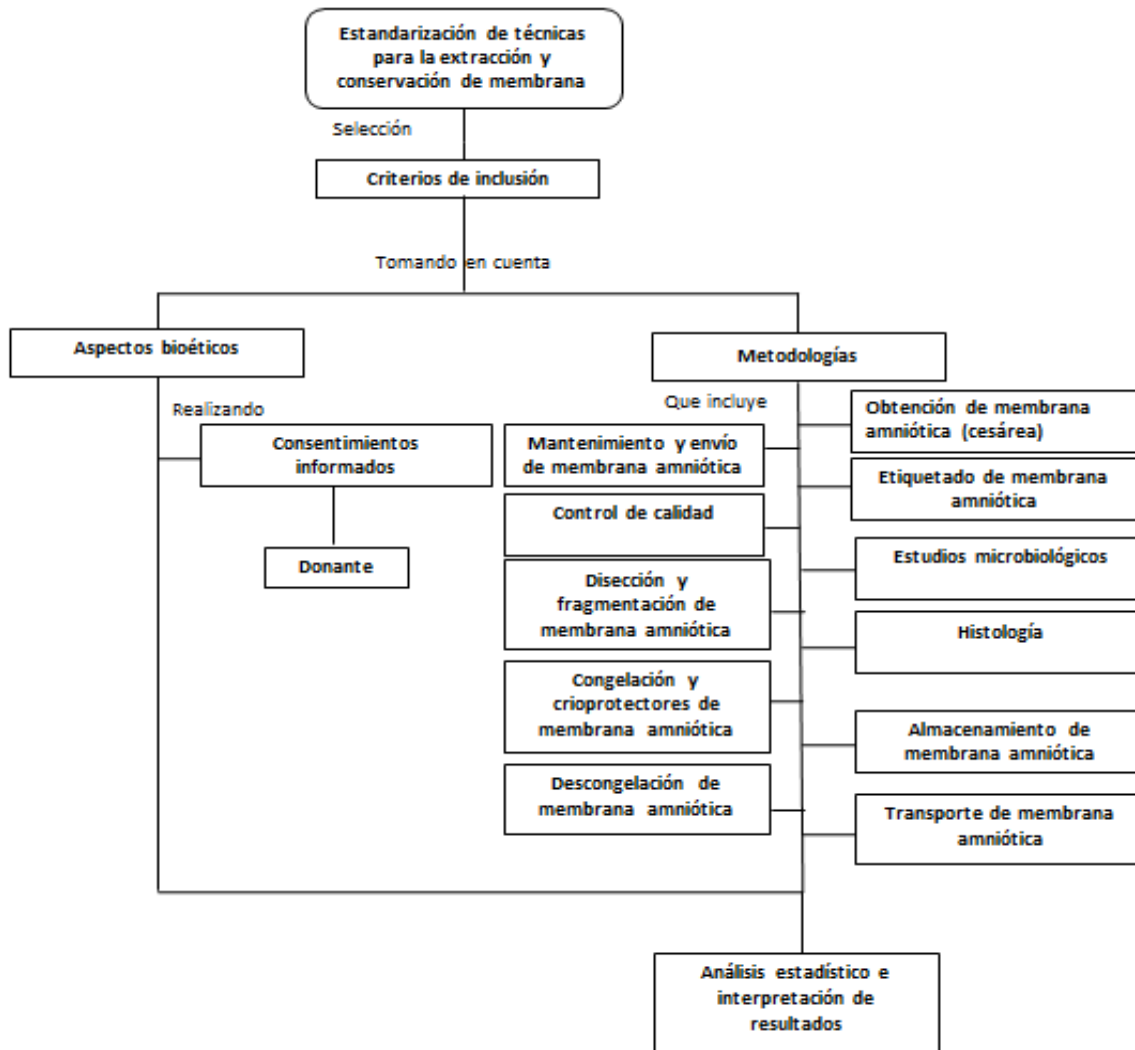 Estandarización de técnicas
para la extracción y
conservación de membrana
Selección
Criterios de inclusión
Tomando en cuenta
Aspectos bioéticos
Metodologías
Realizando
Consentimientos
informados
Donante
Que incluye
Obtención de membrana
amniótica (cesárea)
Mantenimiento y envío
de membrana amniótica
Etiquetado de membrana
amniótica
Control de calidad
Estudios microbiológicos
Disección y
fragmentación de
membrana amniótica
Histología
Congelación y
crioprotectores de
membrana amniótica
Almacenamiento de
membrana amniótica
Descongelación de
membrana amniótica
Transporte de membrana
amniótica
Análisis estadístico e
interpretación de
resultados